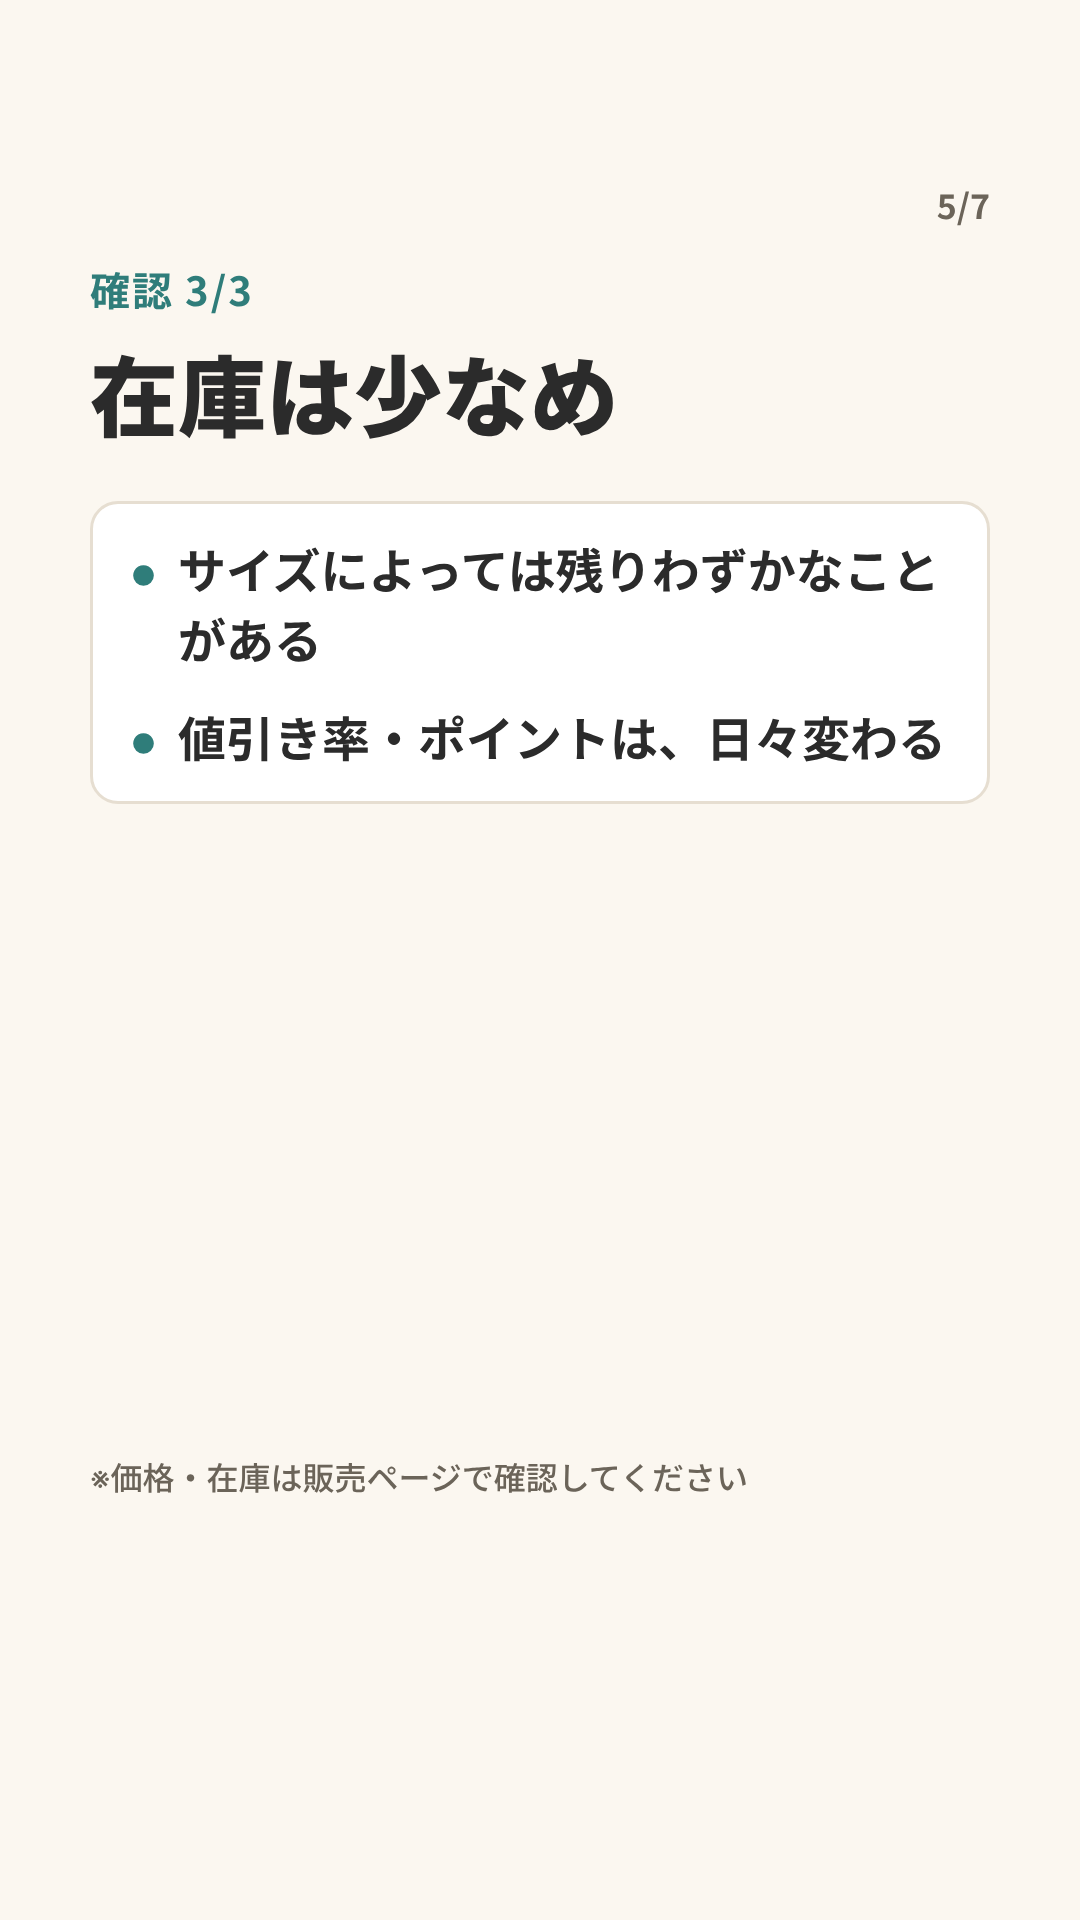 5/7
確認 3/3
在庫は少なめ
● サイズによっては残りわずかなこと
がある
● 値引き率・ポイントは、日々変わる
※価格・在庫は販売ページで確認してください